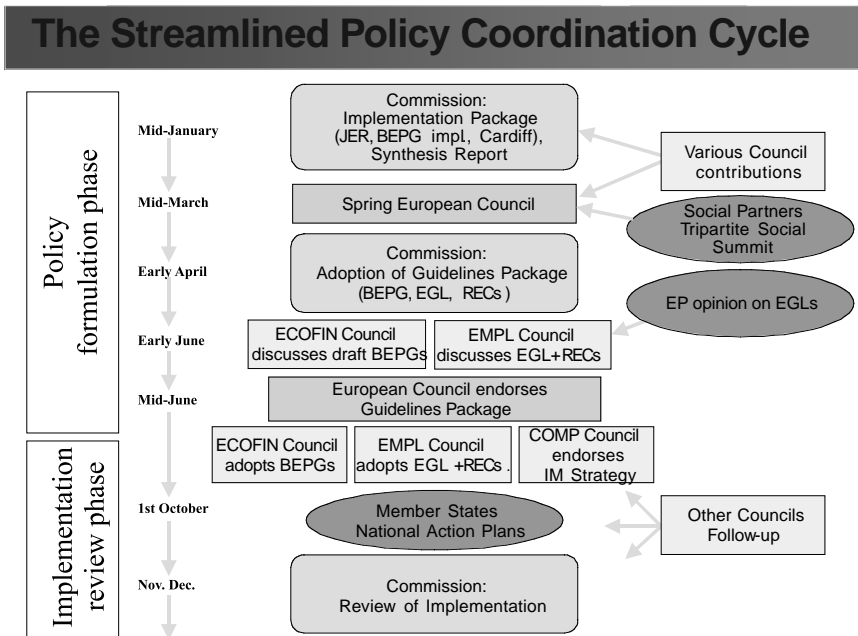 The Streamlined Policy Coordination Cycle
Policy
formulation phase
Mid-January
Commission:
Implementation Package
(JER, BEPG impl., Cardiff),
Synthesis Report
Various Council
contributions
Mid-March
Spring European Council
Social Partners
Tripartite Social
Summit
Early April
Commission:
Adoption of Guidelines Package
(BEPG, EGL, RECs)
EP opinion on EGLs
Early June
ECOFIN Council
discusses draft BEPGs
EMPL Council
discusses EGL+RECs
Mid-June
European Council endorses
Guidelines Package
Implementation
review phase
ECOFIN Council
adopts BEPGs
EMPL Council
adopts EGL +RECs .
COMP Council
endorses
IM Strategy
1st October
Member States
National Action Plans
Other Councils
Follow-up
Nov. Dec.
Commission:
Review of Implementation